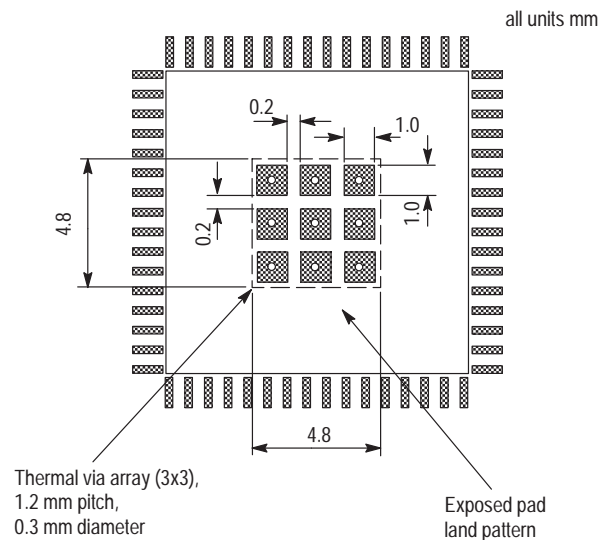 all units mm
0.2
1.0
4.8
0.2
1.0
4.8
Thermal via array (3x3),
1.2 mm pitch,
0.3 mm diameter
Exposed pad
land pattern